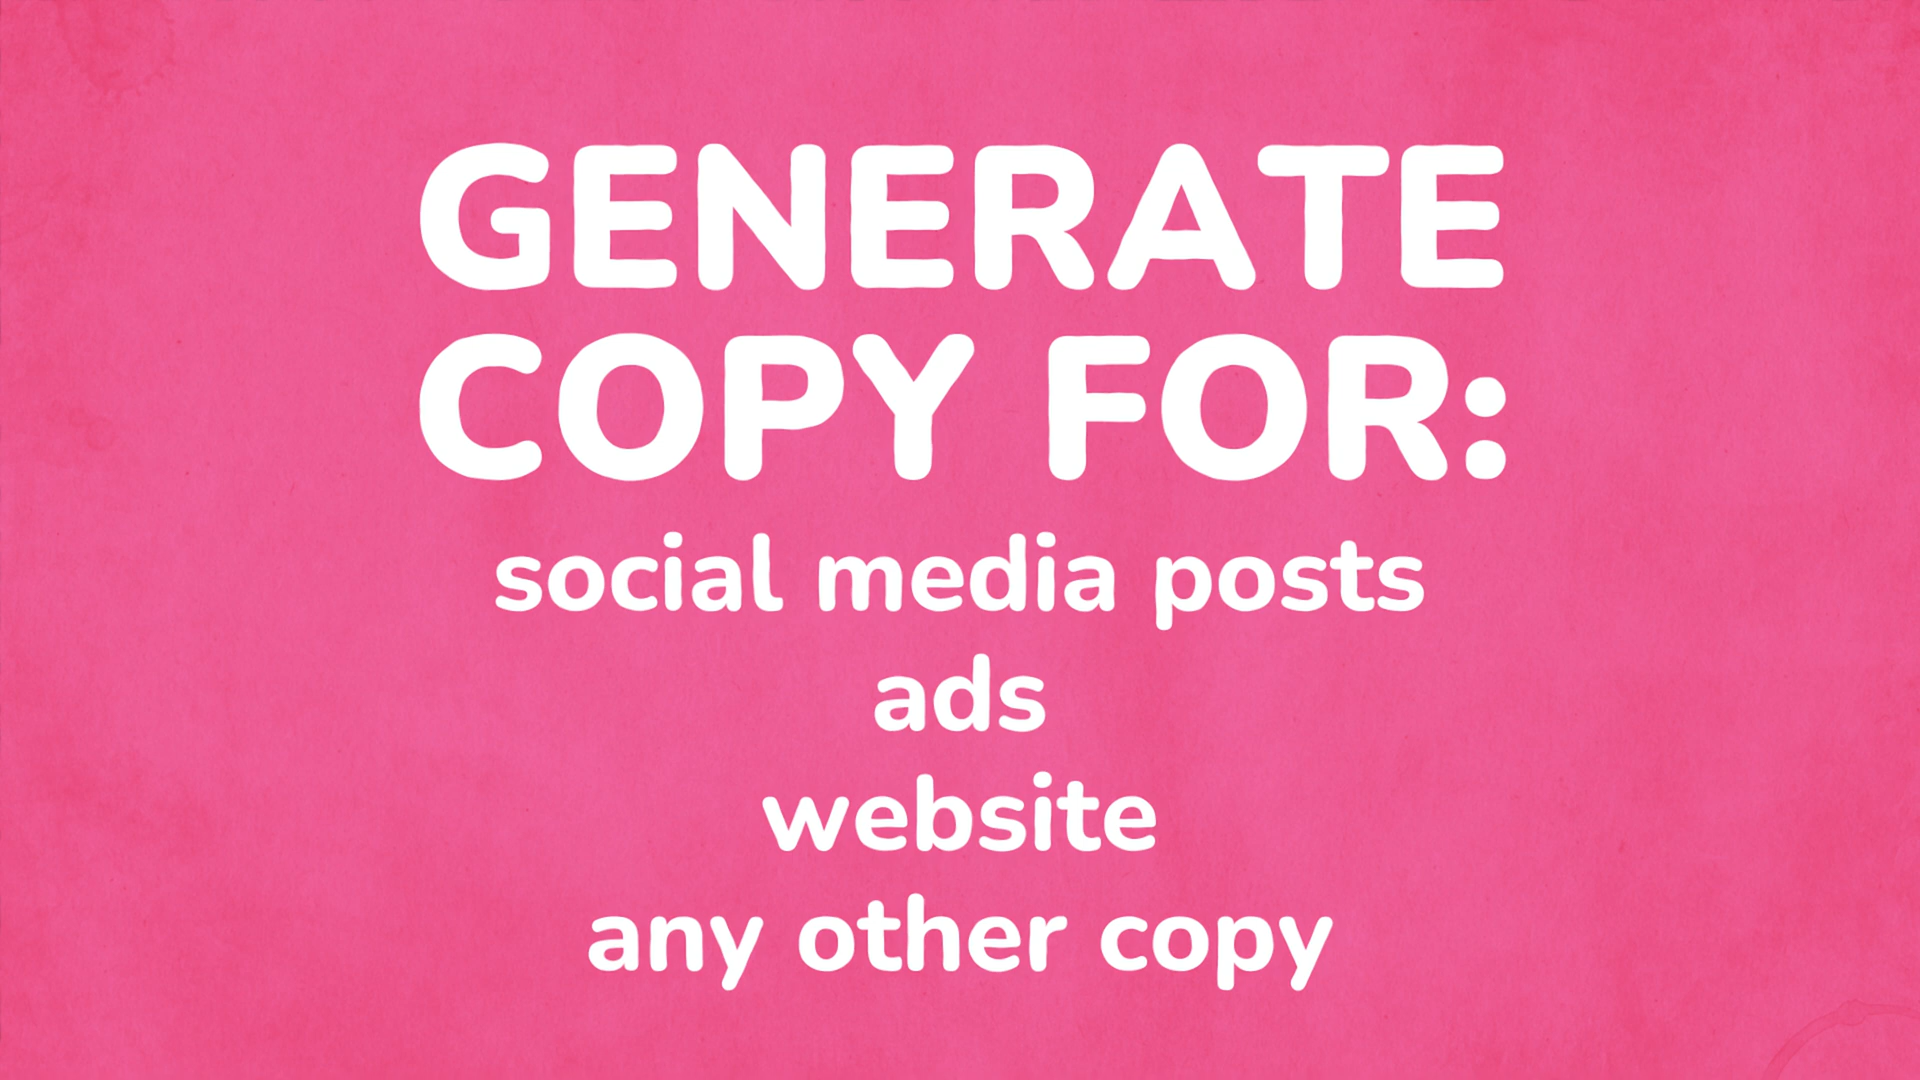 GENERATE
COPY FOR:
social media posts
ads
website
any other copy